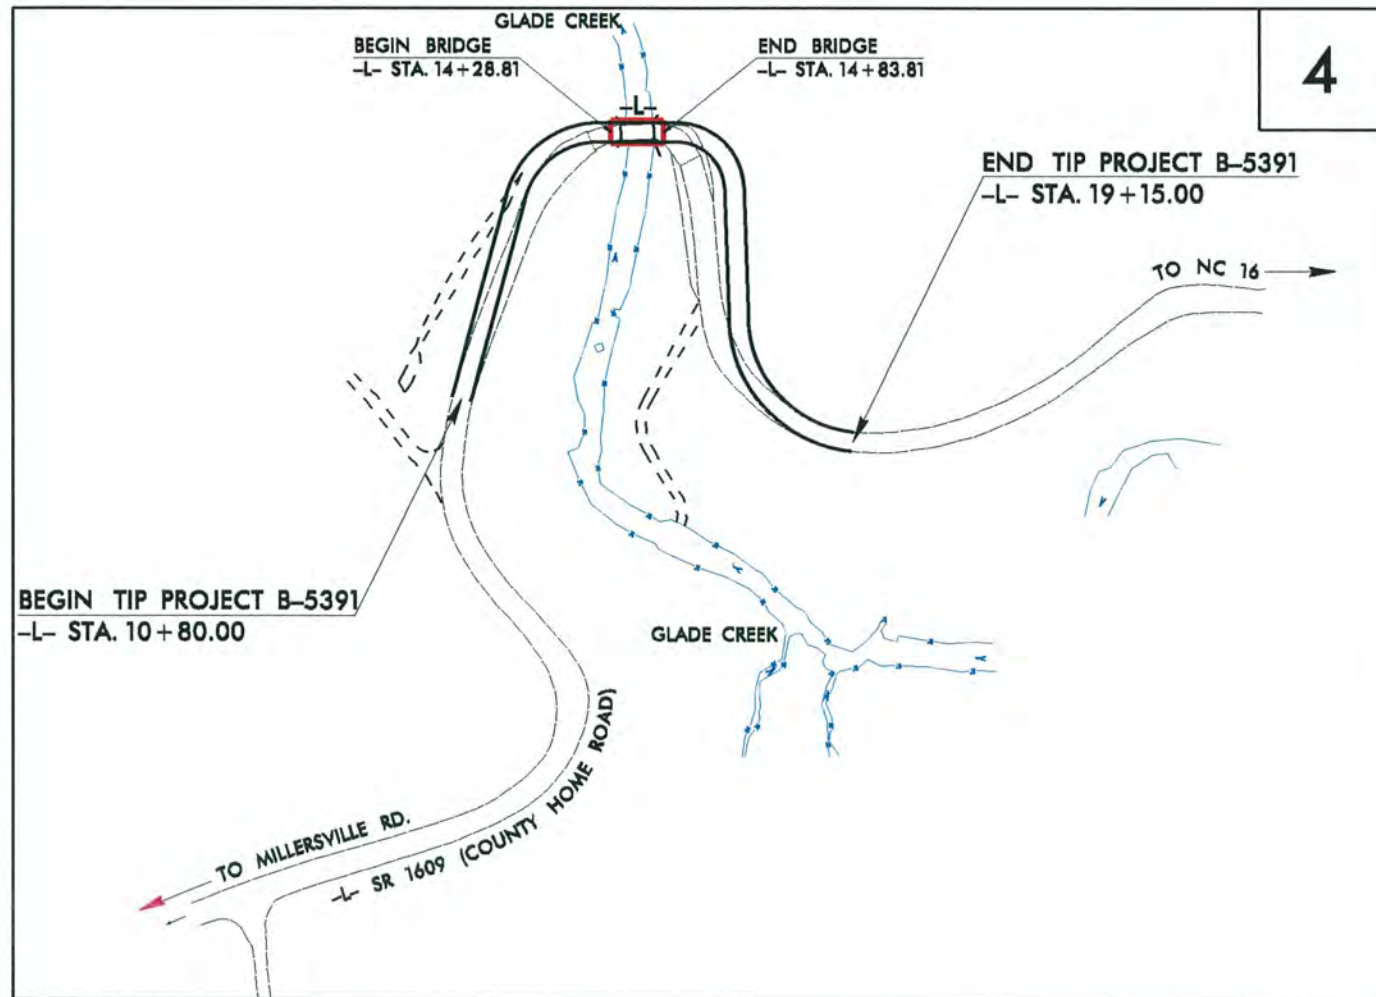 GLADE CREEK
BEGIN BRIDGE
-L- STA. 14+28.81
END BRIDGE
-L- STA. 14+83.81
4
-L-
END TIP PROJECT B-5391
-L- STA. 19+15.00
TO NC 16
BEGIN TIP PROJECT B-5391
-L- STA. 10+80.00
GLADE CREEK
TO MILLERSVILLE RD.
-L- SR 1609 (COUNTY HOME ROAD)